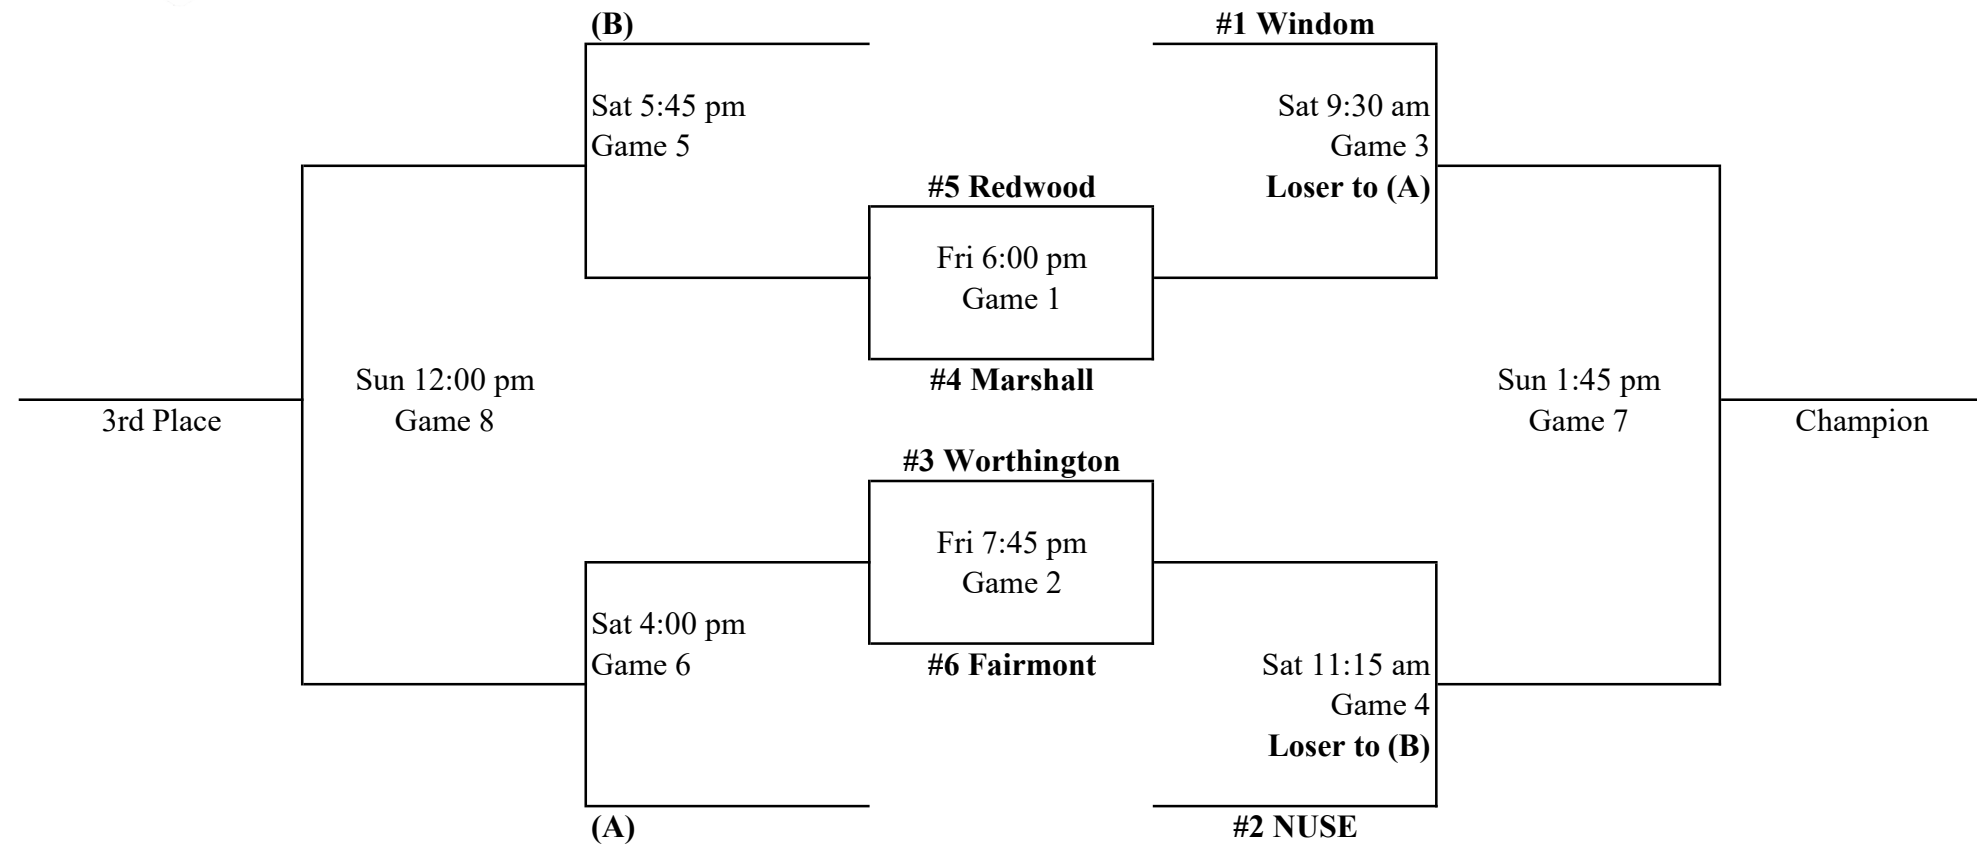 (B)
#1 Windom
Sat 5:45 pm
Game 5
Sat 9:30 am
Game 3
Loser to (A)
#5 Redwood
Fri 6:00 pm
Game 1
#4 Marshall
Sun 12:00 pm
Game 8
3rd Place
Sun 1:45 pm
Game 7
Champion
#3 Worthington
Fri 7:45 pm
Game 2
#6 Fairmont
Sat 4:00 pm
Game 6
Sat 11:15 am
Game 4
Loser to (B)
(A)
#2 NUSE